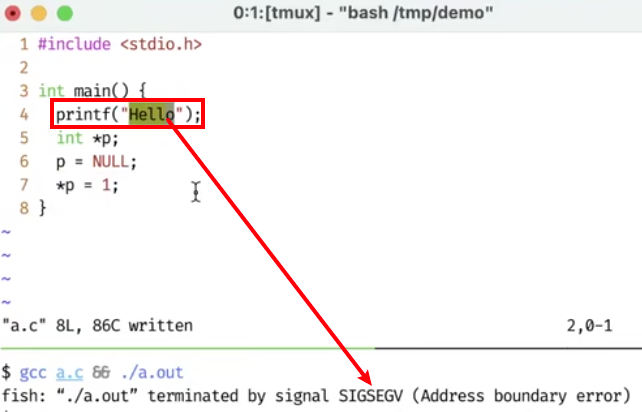 0:1:[tmux] - "bash /tmp/demo"
1 #include <stdio.h>
2
3 int main() {
4   printf("Hello");
5   int *p;
6   p = NULL;
7   *p = 1;
8 }
~
~
~
~
"a.c" 8L, 86C written 2,0-1
$ gcc a.c && ./a.out
fish: “./a.out” terminated by signal SIGSEGV (Address boundary error)